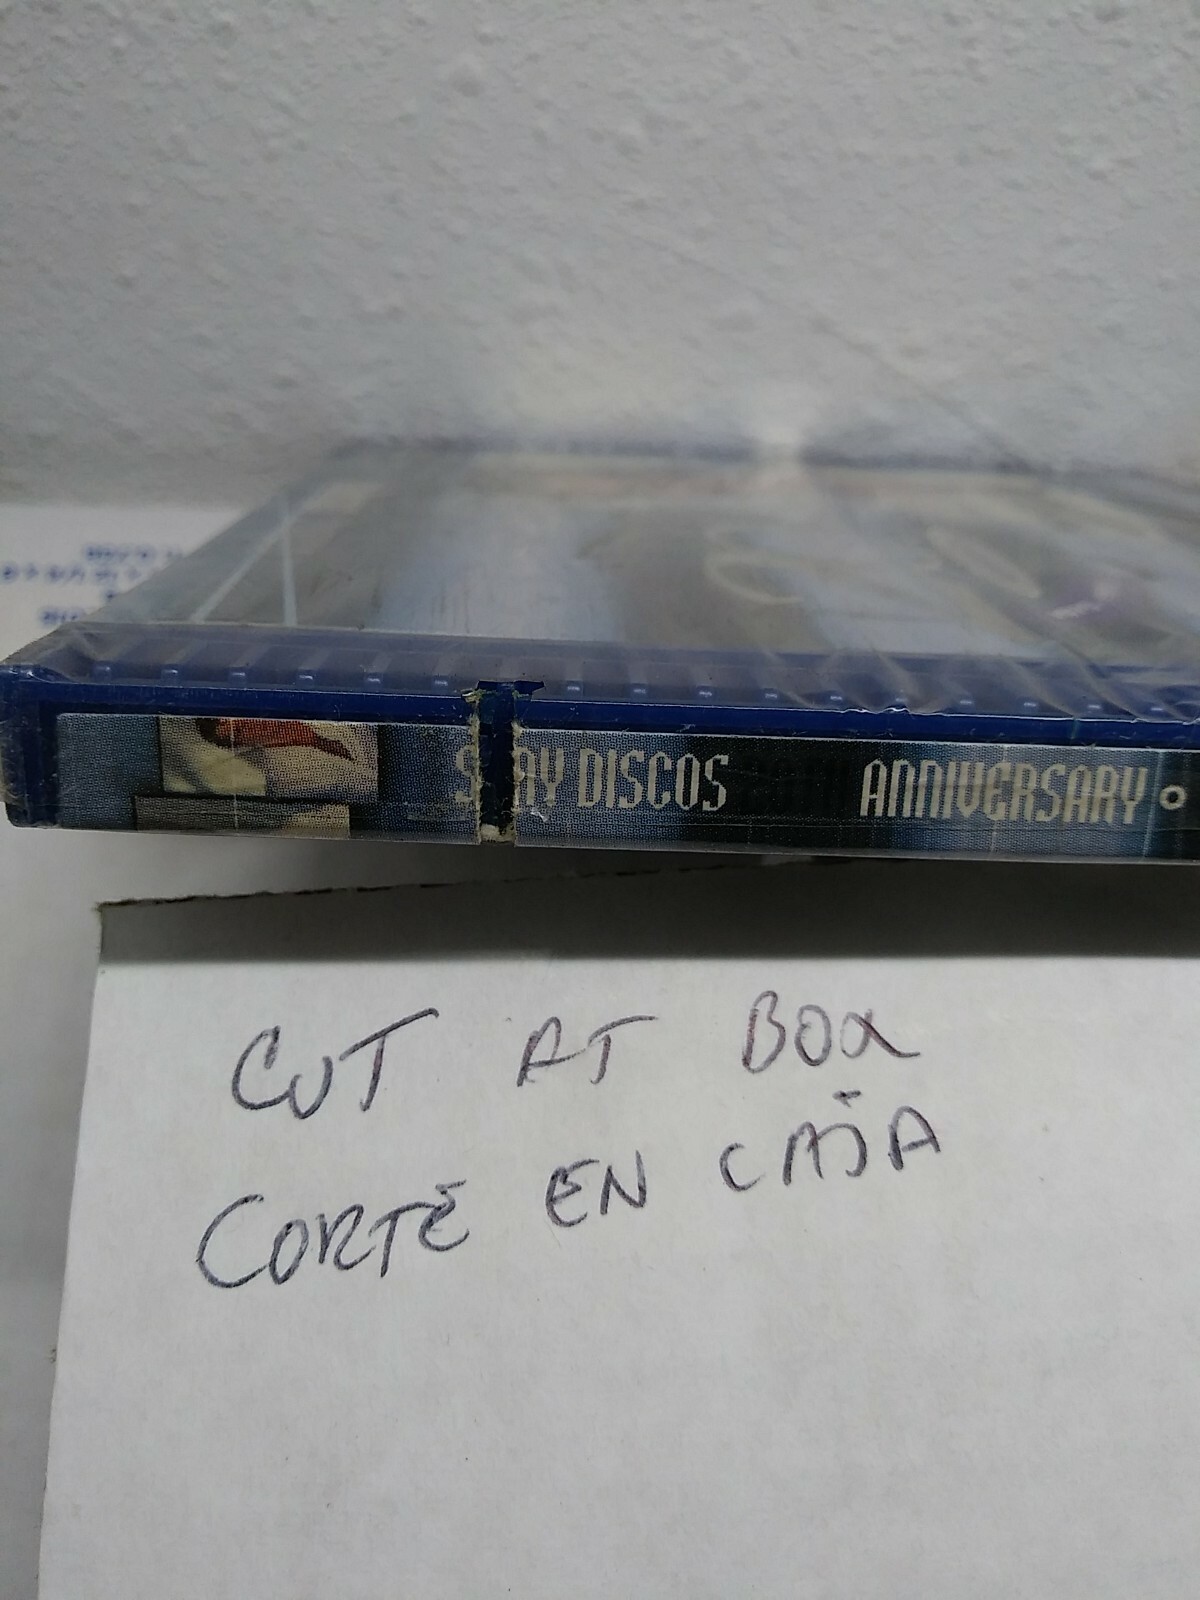 DISCOS ANNIVERSARY
CUT AT BOX
CORTE EN CAJA